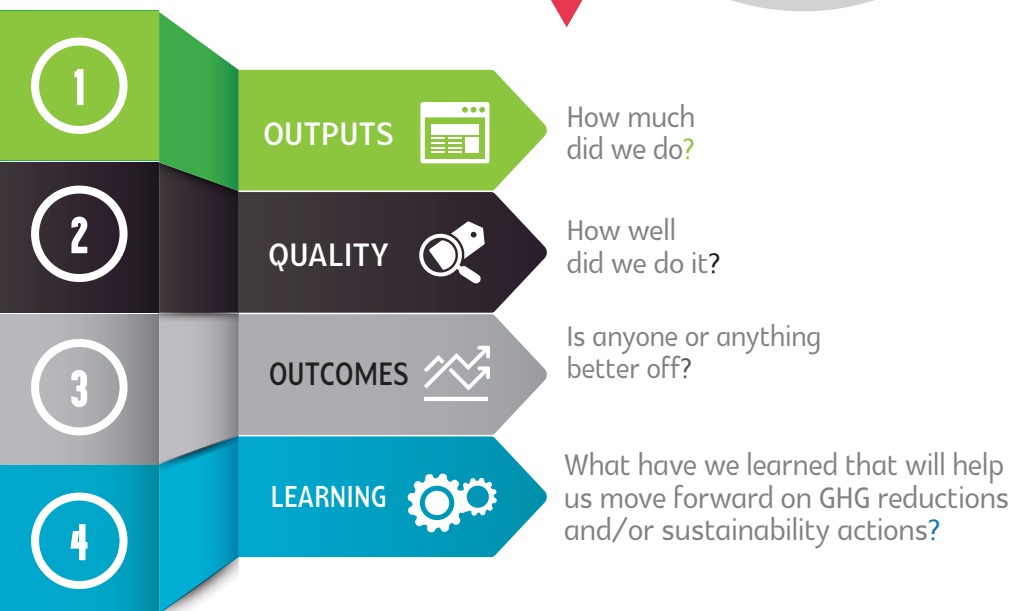 1
OUTPUTS
How much
did we do?
2
QUALITY
How well
did we do it?
3
OUTCOMES
Is anyone or anything
better off?
4
LEARNING
What have we learned that will help
us move forward on GHG reductions
and/or sustainability actions?